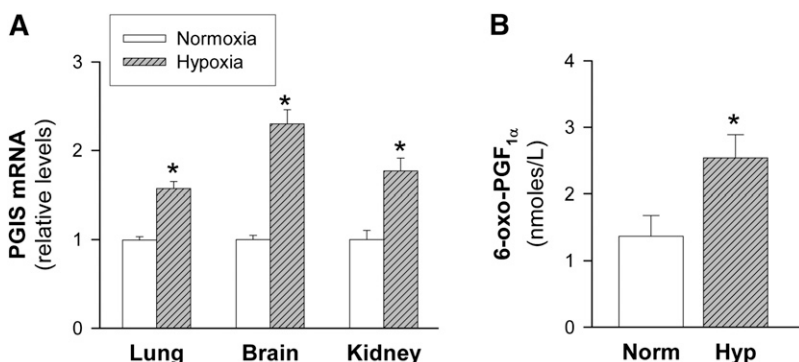 A
Normoxia
Hypoxia
PGIS mRNA
(relative levels)
3
2
1
0
*
*
*
Lung Brain Kidney
B
6-oxo-PGF1α
(nmoles/L)
4
3
2
1
0
*
Norm Hyp